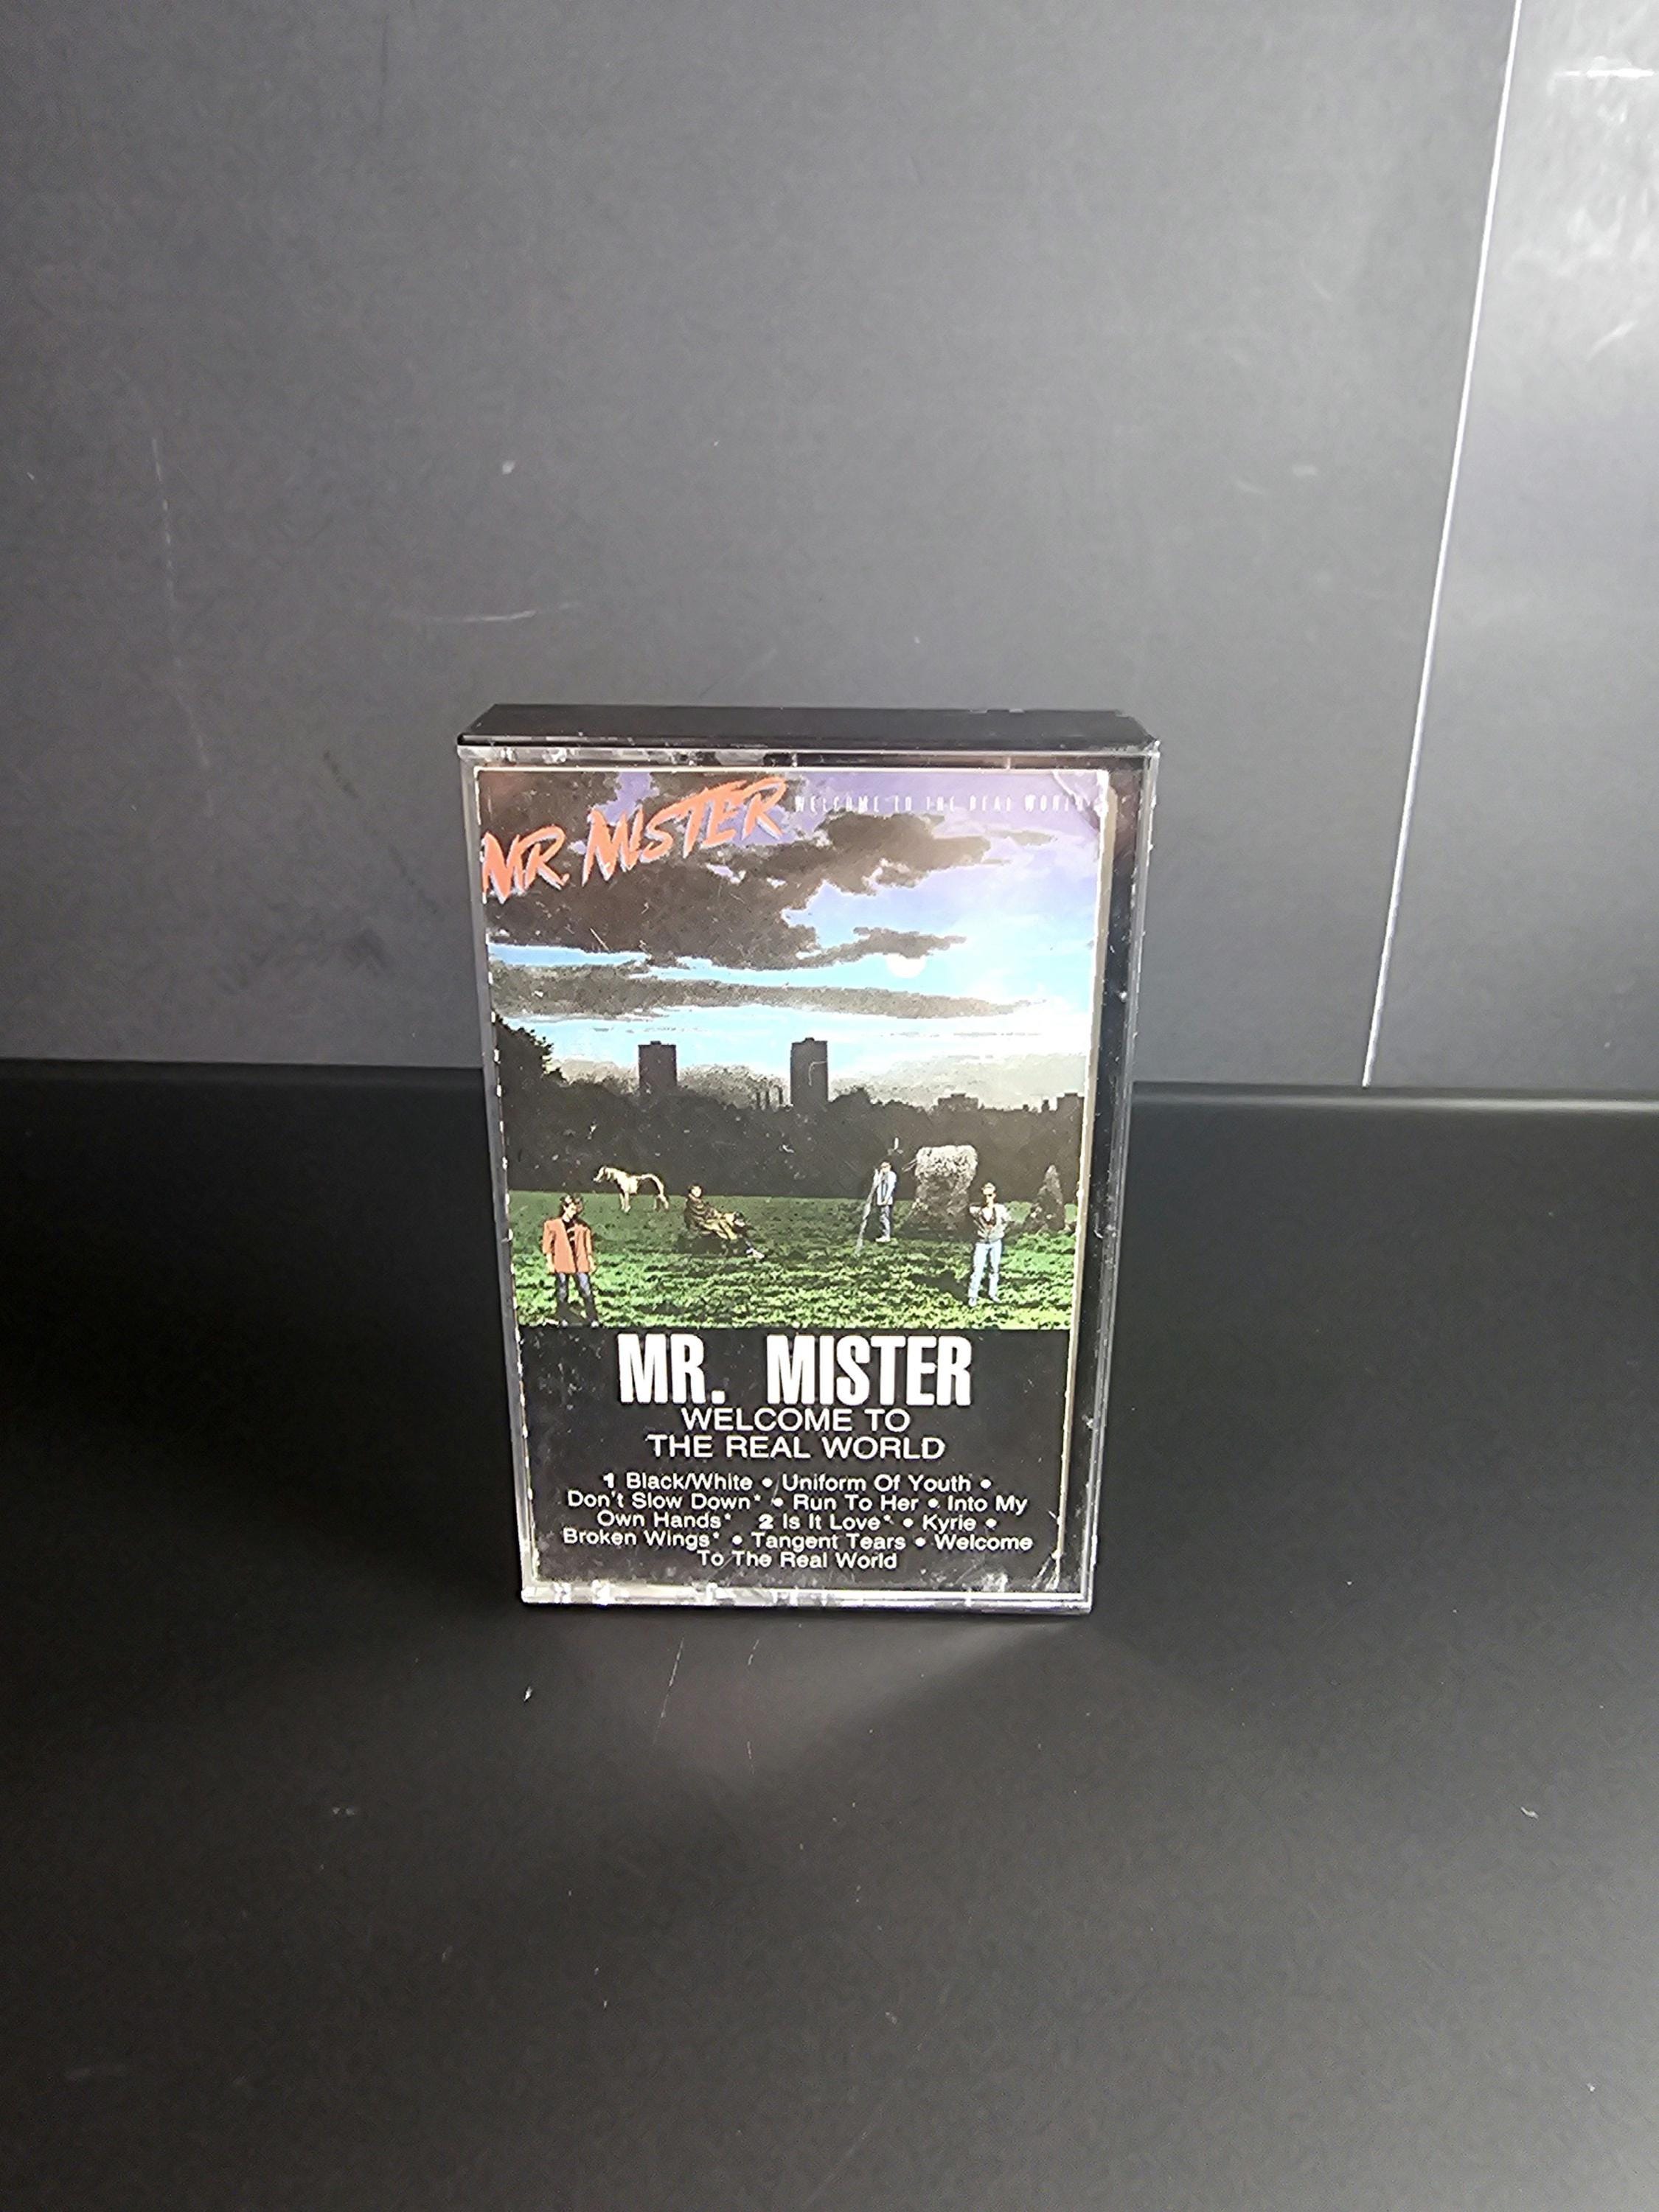 MR. MISTER WELCOME TO THE REAL WORLD
MR. MISTER
WELCOME TO
THE REAL WORLD
1 Black/White • Uniform Of Youth •
Don't Slow Down* • Run To Her • Into My
Own Hands* 2 Is It Love* • Kyrie •
Broken Wings* • Tangent Tears • Welcome
To The Real World